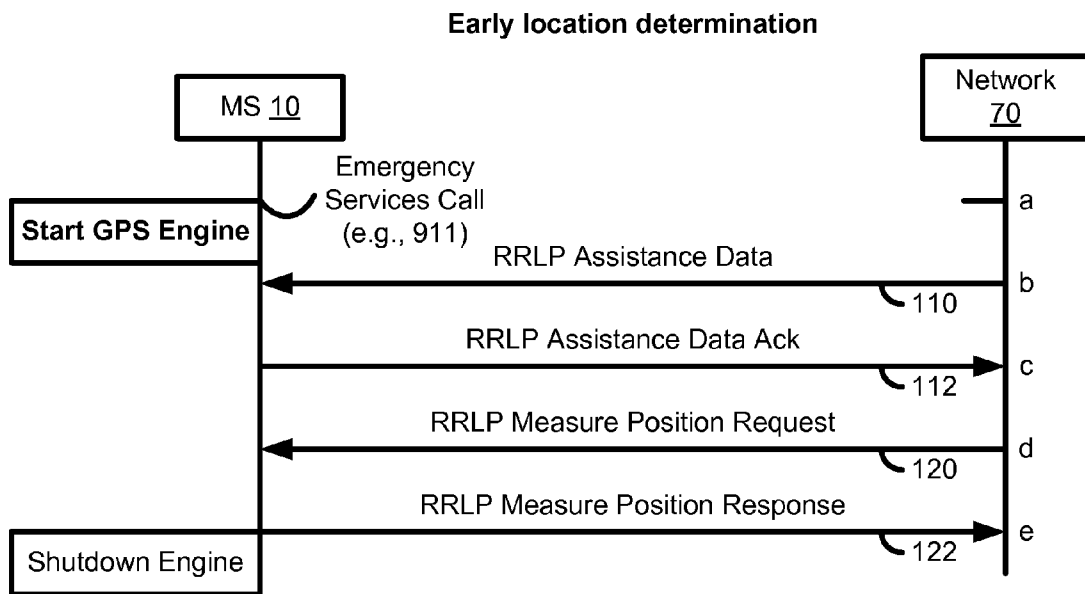 Early location determination
MS 10
Network
70
Emergency
Services Call
(e.g., 911)
a
Start GPS Engine
RRLP Assistance Data
b
110
RRLP Assistance Data Ack
c
112
RRLP Measure Position Request
d
120
RRLP Measure Position Response
e
122
Shutdown Engine